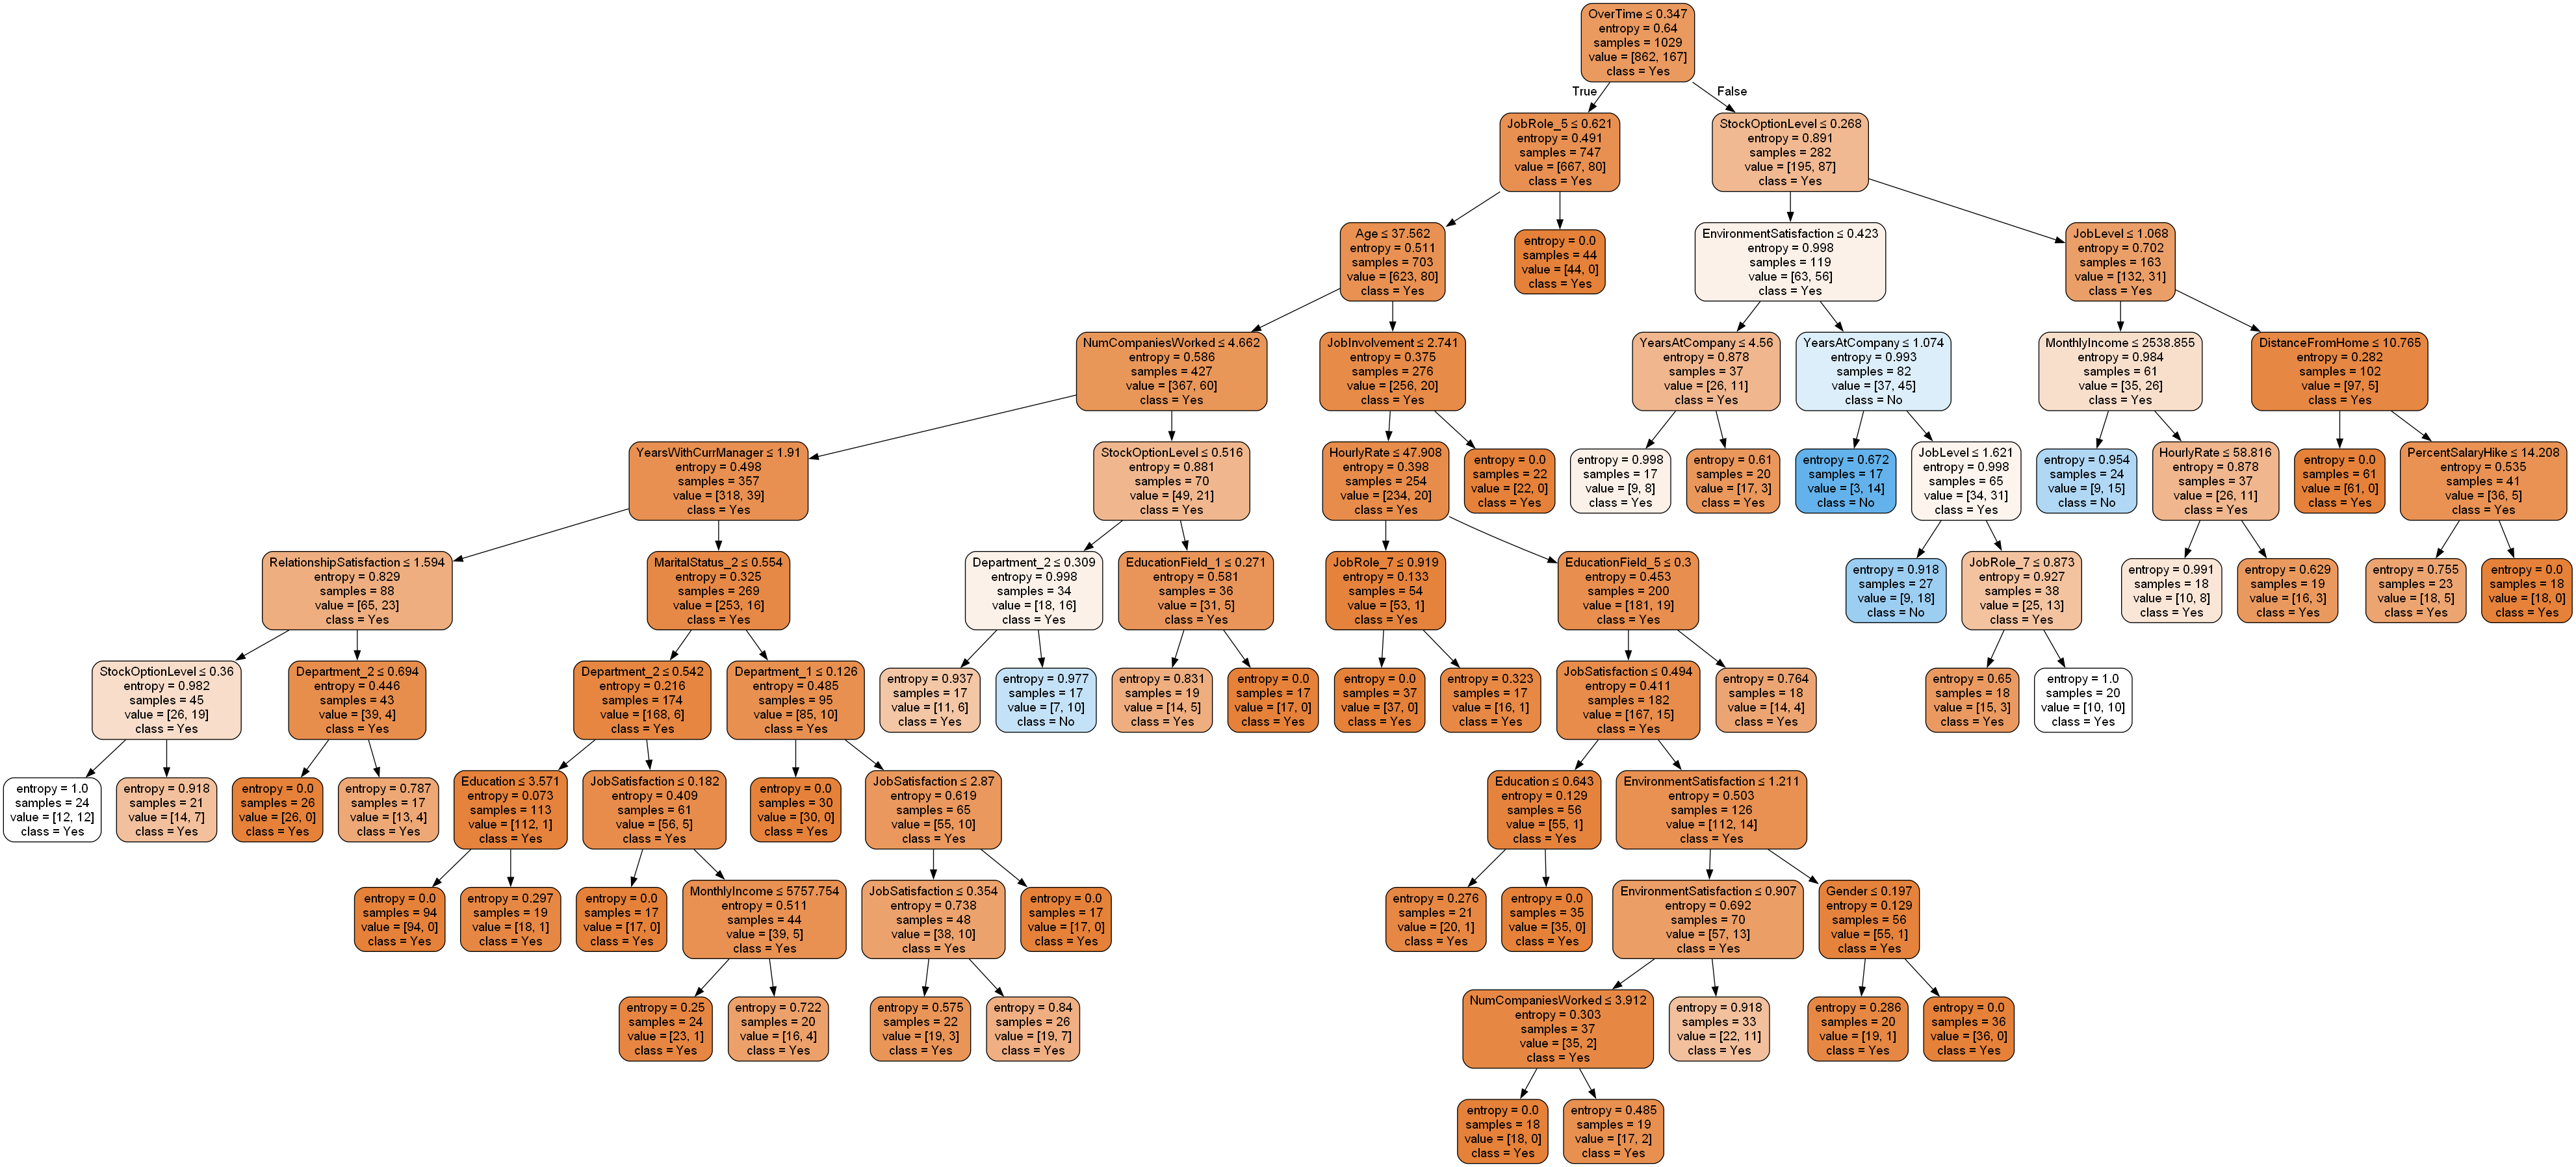 OverTime ≤ 0.347
entropy = 0.64
samples = 1029
value = [862, 167]
class = Yes
True
False
JobRole_5 ≤ 0.621
entropy = 0.491
samples = 747
value = [667, 80]
class = Yes
StockOptionLevel ≤ 0.268
entropy = 0.891
samples = 282
value = [195, 87]
class = Yes
Age ≤ 37.562
entropy = 0.511
samples = 703
value = [623, 80]
class = Yes
entropy = 0.0
samples = 44
value = [44, 0]
class = Yes
EnvironmentSatisfaction ≤ 0.423
entropy = 0.998
samples = 119
value = [63, 56]
class = Yes
JobLevel ≤ 1.068
entropy = 0.702
samples = 163
value = [132, 31]
class = Yes
NumCompaniesWorked ≤ 4.662
entropy = 0.586
samples = 427
value = [367, 60]
class = Yes
JobInvolvement ≤ 2.741
entropy = 0.375
samples = 276
value = [256, 20]
class = Yes
YearsAtCompany ≤ 4.56
entropy = 0.878
samples = 37
value = [26, 11]
class = Yes
YearsAtCompany ≤ 1.074
entropy = 0.993
samples = 82
value = [37, 45]
class = No
MonthlyIncome ≤ 2538.855
entropy = 0.984
samples = 61
value = [35, 26]
class = Yes
DistanceFromHome ≤ 10.765
entropy = 0.282
samples = 102
value = [97, 5]
class = Yes
YearsWithCurrManager ≤ 1.91
entropy = 0.498
samples = 357
value = [318, 39]
class = Yes
StockOptionLevel ≤ 0.516
entropy = 0.881
samples = 70
value = [49, 21]
class = Yes
HourlyRate ≤ 47.908
entropy = 0.398
samples = 254
value = [234, 20]
class = Yes
entropy = 0.0
samples = 22
value = [22, 0]
class = Yes
entropy = 0.998
samples = 17
value = [9, 8]
class = Yes
entropy = 0.61
samples = 20
value = [17, 3]
class = Yes
entropy = 0.672
samples = 17
value = [3, 14]
class = No
JobLevel ≤ 1.621
entropy = 0.998
samples = 65
value = [34, 31]
class = Yes
entropy = 0.954
samples = 24
value = [9, 15]
class = No
HourlyRate ≤ 58.816
entropy = 0.878
samples = 37
value = [26, 11]
class = Yes
entropy = 0.0
samples = 61
value = [61, 0]
class = Yes
PercentSalaryHike ≤ 14.208
entropy = 0.535
samples = 41
value = [36, 5]
class = Yes
RelationshipSatisfaction ≤ 1.594
entropy = 0.829
samples = 88
value = [65, 23]
class = Yes
MaritalStatus_2 ≤ 0.554
entropy = 0.325
samples = 269
value = [253, 16]
class = Yes
Department_2 ≤ 0.309
entropy = 0.998
samples = 34
value = [18, 16]
class = Yes
EducationField_1 ≤ 0.271
entropy = 0.581
samples = 36
value = [31, 5]
class = Yes
JobRole_7 ≤ 0.919
entropy = 0.133
samples = 54
value = [53, 1]
class = Yes
EducationField_5 ≤ 0.3
entropy = 0.453
samples = 200
value = [181, 19]
class = Yes
entropy = 0.918
samples = 27
value = [9, 18]
class = No
JobRole_7 ≤ 0.873
entropy = 0.927
samples = 38
value = [25, 13]
class = Yes
entropy = 0.991
samples = 18
value = [10, 8]
class = Yes
entropy = 0.629
samples = 19
value = [16, 3]
class = Yes
entropy = 0.755
samples = 23
value = [18, 5]
class = Yes
entropy = 0.0
samples = 18
value = [18, 0]
class = Yes
StockOptionLevel ≤ 0.36
entropy = 0.982
samples = 45
value = [26, 19]
class = Yes
Department_2 ≤ 0.694
entropy = 0.446
samples = 43
value = [39, 4]
class = Yes
Department_2 ≤ 0.542
entropy = 0.216
samples = 174
value = [168, 6]
class = Yes
Department_1 ≤ 0.126
entropy = 0.485
samples = 95
value = [85, 10]
class = Yes
entropy = 0.937
samples = 17
value = [11, 6]
class = Yes
entropy = 0.977
samples = 17
value = [7, 10]
class = No
entropy = 0.831
samples = 19
value = [14, 5]
class = Yes
entropy = 0.0
samples = 17
value = [17, 0]
class = Yes
entropy = 0.0
samples = 37
value = [37, 0]
class = Yes
entropy = 0.323
samples = 17
value = [16, 1]
class = Yes
JobSatisfaction ≤ 0.494
entropy = 0.411
samples = 182
value = [167, 15]
class = Yes
entropy = 0.764
samples = 18
value = [14, 4]
class = Yes
entropy = 0.65
samples = 18
value = [15, 3]
class = Yes
entropy = 1.0
samples = 20
value = [10, 10]
class = Yes
entropy = 1.0
samples = 24
value = [12, 12]
class = Yes
entropy = 0.918
samples = 21
value = [14, 7]
class = Yes
entropy = 0.0
samples = 26
value = [26, 0]
class = Yes
entropy = 0.787
samples = 17
value = [13, 4]
class = Yes
Education ≤ 3.571
entropy = 0.073
samples = 113
value = [112, 1]
class = Yes
JobSatisfaction ≤ 0.182
entropy = 0.409
samples = 61
value = [56, 5]
class = Yes
entropy = 0.0
samples = 30
value = [30, 0]
class = Yes
JobSatisfaction ≤ 2.87
entropy = 0.619
samples = 65
value = [55, 10]
class = Yes
Education ≤ 0.643
entropy = 0.129
samples = 56
value = [55, 1]
class = Yes
EnvironmentSatisfaction ≤ 1.211
entropy = 0.503
samples = 126
value = [112, 14]
class = Yes
entropy = 0.0
samples = 94
value = [94, 0]
class = Yes
entropy = 0.297
samples = 19
value = [18, 1]
class = Yes
entropy = 0.0
samples = 17
value = [17, 0]
class = Yes
MonthlyIncome ≤ 5757.754
entropy = 0.511
samples = 44
value = [39, 5]
class = Yes
JobSatisfaction ≤ 0.354
entropy = 0.738
samples = 48
value = [38, 10]
class = Yes
entropy = 0.0
samples = 17
value = [17, 0]
class = Yes
entropy = 0.276
samples = 21
value = [20, 1]
class = Yes
entropy = 0.0
samples = 35
value = [35, 0]
class = Yes
EnvironmentSatisfaction ≤ 0.907
entropy = 0.692
samples = 70
value = [57, 13]
class = Yes
Gender ≤ 0.197
entropy = 0.129
samples = 56
value = [55, 1]
class = Yes
entropy = 0.25
samples = 24
value = [23, 1]
class = Yes
entropy = 0.722
samples = 20
value = [16, 4]
class = Yes
entropy = 0.575
samples = 22
value = [19, 3]
class = Yes
entropy = 0.84
samples = 26
value = [19, 7]
class = Yes
NumCompaniesWorked ≤ 3.912
entropy = 0.303
samples = 37
value = [35, 2]
class = Yes
entropy = 0.918
samples = 33
value = [22, 11]
class = Yes
entropy = 0.286
samples = 20
value = [19, 1]
class = Yes
entropy = 0.0
samples = 36
value = [36, 0]
class = Yes
entropy = 0.0
samples = 18
value = [18, 0]
class = Yes
entropy = 0.485
samples = 19
value = [17, 2]
class = Yes